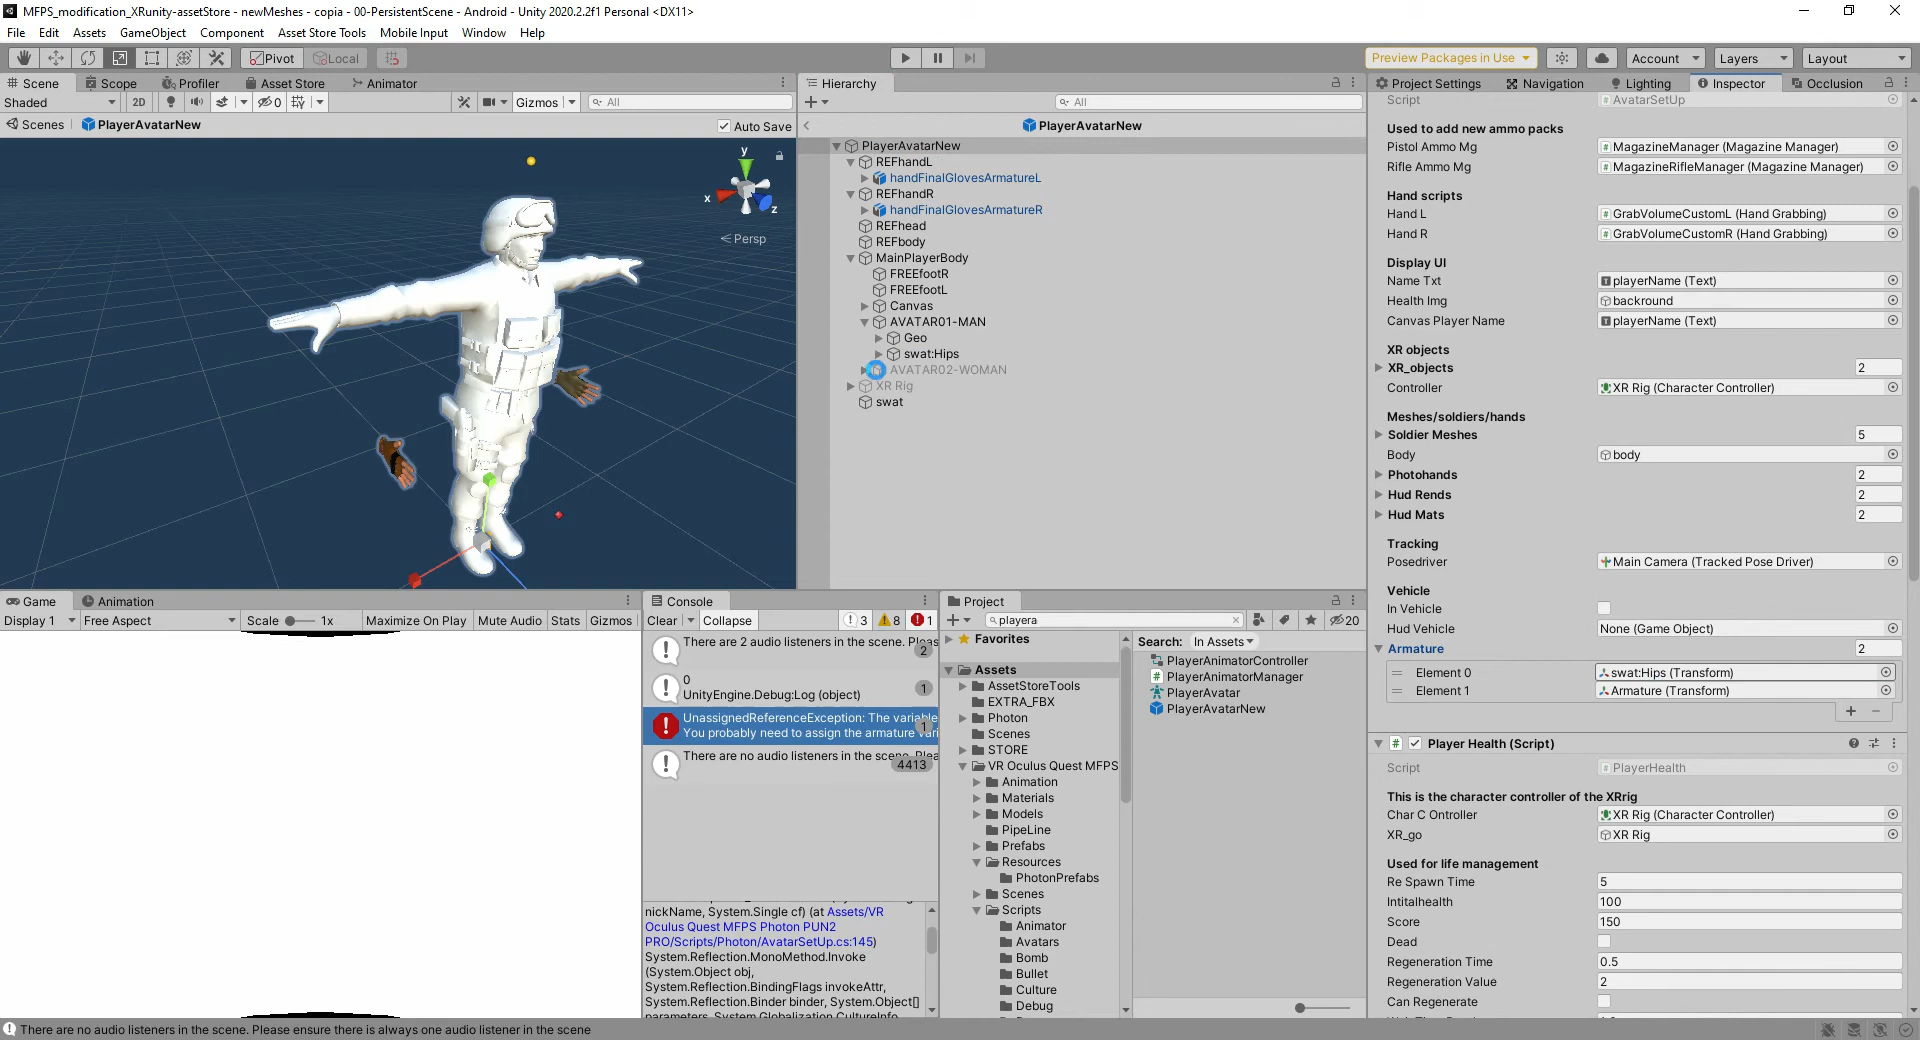 MFPS_modification_XRunity-assetStore - newMeshes - copia - 00-PersistentScene - Android - Unity 2020.2.2f1 Personal <DX11>
File Edit Assets GameObject Component Asset Store Tools Mobile Input Window Help
Pivot Local Preview Packages in Use Account Layers Layout
Scene Scope Profiler Asset Store Animator
Shaded 2D 0 Gizmos All
Scenes PlayerAvatarNew Auto Save
y
x
z
Persp
Hierarchy
All
PlayerAvatarNew
PlayerAvatarNew
REFhandL
handFinalGlovesArmatureL
REFhandR
handFinalGlovesArmatureR
REFhead
REFbody
MainPlayerBody
FREEfootR
FREEfootL
Canvas
AVATAR01-MAN
Geo
swat:Hips
AVATAR02-WOMAN
XR Rig
swat
Project Settings Navigation Lighting Inspector Occlusion
Script AvatarSetUp
Used to add new ammo packs
Pistol Ammo Mg MagazineManager (Magazine Manager)
Rifle Ammo Mg MagazineRifleManager (Magazine Manager)
Hand scripts
Hand L GrabVolumeCustomL (Hand Grabbing)
Hand R GrabVolumeCustomR (Hand Grabbing)
Display UI
Name Txt playerName (Text)
Health Img backround
Canvas Player Name playerName (Text)
XR objects
XR_objects 2
Controller XR Rig (Character Controller)
Meshes/soldiers/hands
Soldier Meshes 5
Body body
Photohands 2
Hud Rends 2
Hud Mats 2
Tracking
Posedriver Main Camera (Tracked Pose Driver)
Vehicle
In Vehicle
Hud Vehicle None (Game Object)
Armature 2
Element 0 swat:Hips (Transform)
Element 1 Armature (Transform)
Player Health (Script)
Script PlayerHealth
This is the character controller of the XRrig
Char C Ontroller XR Rig (Character Controller)
XR_go XR Rig
Used for life management
Re Spawn Time 5
Intitalhealth 100
Score 150
Dead
Regeneration Time 0.5
Regeneration Value 2
Can Regenerate
Game Animation
Display 1 Free Aspect Scale 1x Maximize On Play Mute Audio Stats Gizmos
Console
Clear Collapse 3 8 1
There are 2 audio listeners in the scene. Pleas 2
0
UnityEngine.Debug:Log (object) 1
UnassignedReferenceException: The variable
You probably need to assign the armature vari 1
There are no audio listeners in the scene. Plea
4413
nickName, System.Single cf) (at Assets/VR
Oculus Quest MFPS Photon PUN2
PRO/Scripts/Photon/AvatarSetUp.cs:145)
System.Reflection.MonoMethod.Invoke
(System.Object obj,
System.Reflection.BindingFlags invokeAttr,
System.Reflection.Binder binder, System.Object[]
parameters, System.Globalization.CultureInfo
Project
playera 20
Favorites
Assets
AssetStoreTools
EXTRA_FBX
Photon
Scenes
STORE
VR Oculus Quest MFPS
Animation
Materials
Models
PipeLine
Prefabs
Resources
PhotonPrefabs
Scenes
Scripts
Animator
Avatars
Bomb
Bullet
Culture
Debug
Search: In Assets
PlayerAnimatorController
PlayerAnimatorManager
PlayerAvatar
PlayerAvatarNew
There are no audio listeners in the scene. Please ensure there is always one audio listener in the scene